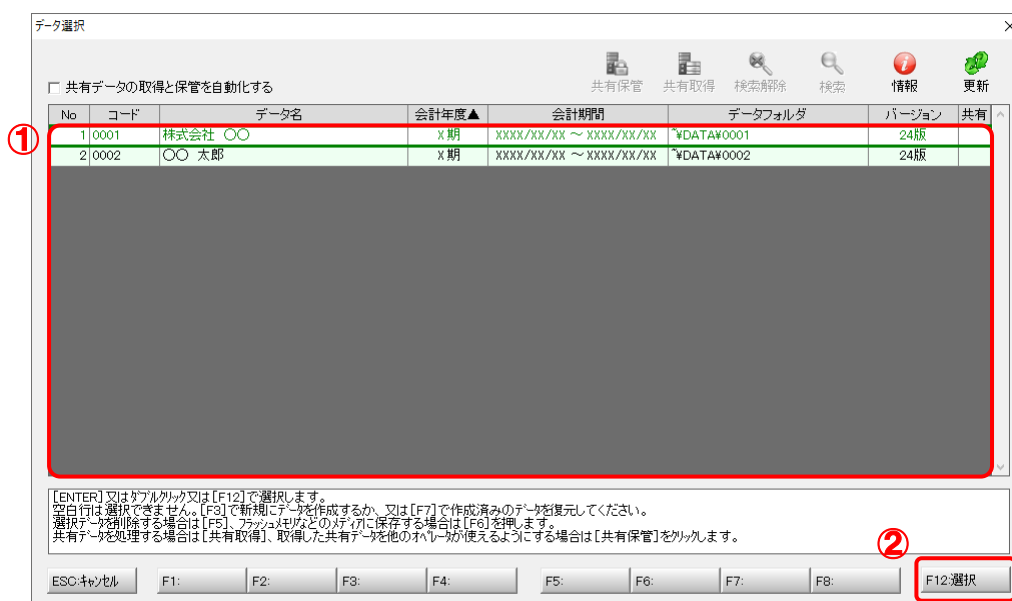 データ選択
共有データの取得と保管を自動化する
共有保管 共有取得 検索解除 検索 情報 更新
No コード データ名 会計年度▲ 会計期間 データフォルダ バージョン 共有
①
1 0001 株式会社 〇〇 X期 XXXX/XX/XX ～ XXXX/XX/XX ~¥DATA¥0001 24版
2 0002 〇〇 太郎 X期 XXXX/XX/XX ～ XXXX/XX/XX ~¥DATA¥0002 24版
[ENTER]又はダブルクリック又は[F12]で選択します。
空白行は選択できません。[F3]で新規にデータを作成するか、又は[F7]で作成済みのデータを復元してください。
選択データを削除する場合は[F5]、フラッシュメモリなどのメディアに保存する場合は[F6]を押します。
共有データを処理する場合は[共有取得]、取得した共有データを他のオペレータが使えるようにする場合は[共有保管]をクリックします。
②
ESC:キャンセル F1: F2: F3: F4: F5: F6: F7: F8: F12:選択